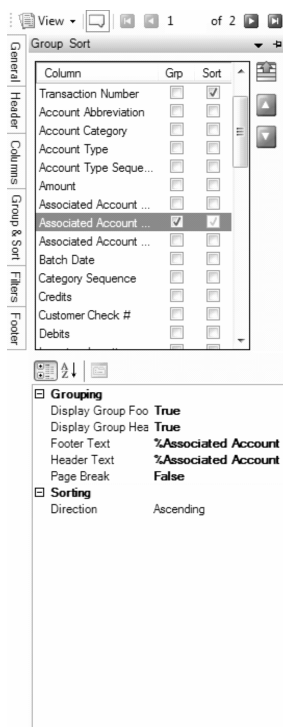 View
1 of 2
Group Sort
General
Header
Columns
Group & Sort
Filters
Footer
Column Grp Sort
Transaction Number
Account Abbreviation
Account Category
Account Type
Account Type Seque...
Amount
Associated Account ...
Associated Account ...
Associated Account ...
Batch Date
Category Sequence
Credits
Customer Check #
Debits
Grouping
Display Group Foo True
Display Group Hea True
Footer Text %Associated Account
Header Text %Associated Account
Page Break False
Sorting
Direction Ascending